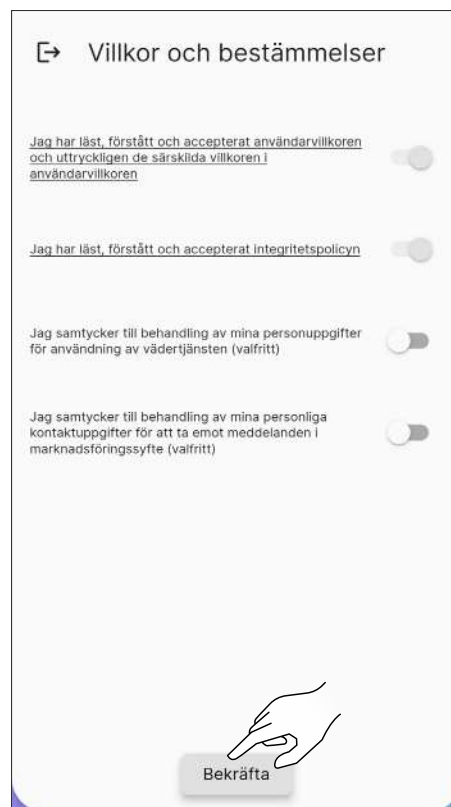 Villkor och bestämmelser
Jag har läst, förstått och accepterat användarvillkoren
och uttryckligen de särskilda villkoren i
användarvillkoren
Jag har läst, förstått och accepterat integritetspolicyn
Jag samtycker till behandling av mina personuppgifter
för användning av vädertjänsten (valfritt)
Jag samtycker till behandling av mina personliga
kontaktuppgifter för att ta emot meddelanden i
marknadsföringssyfte (valfritt)
Bekräfta